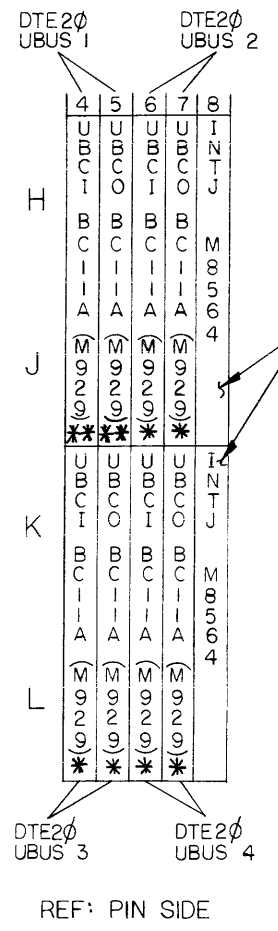 DTE2Ø
UBUS 1
DTE2Ø
UBUS 2
4 5 6 7 8
H
J
UBCI BC11A (M929) **
UBCO BC11A (M929) **
UBCI BC11A (M929) *
UBCO BC11A (M929) *
INTJ M8564
K
L
UBCI BC11A (M929) *
UBCO BC11A (M929) *
UBCI BC11A (M929) *
UBCO BC11A (M929) *
INTJ M8564
DTE2Ø
UBUS 3
DTE2Ø
UBUS 4
REF: PIN SIDE